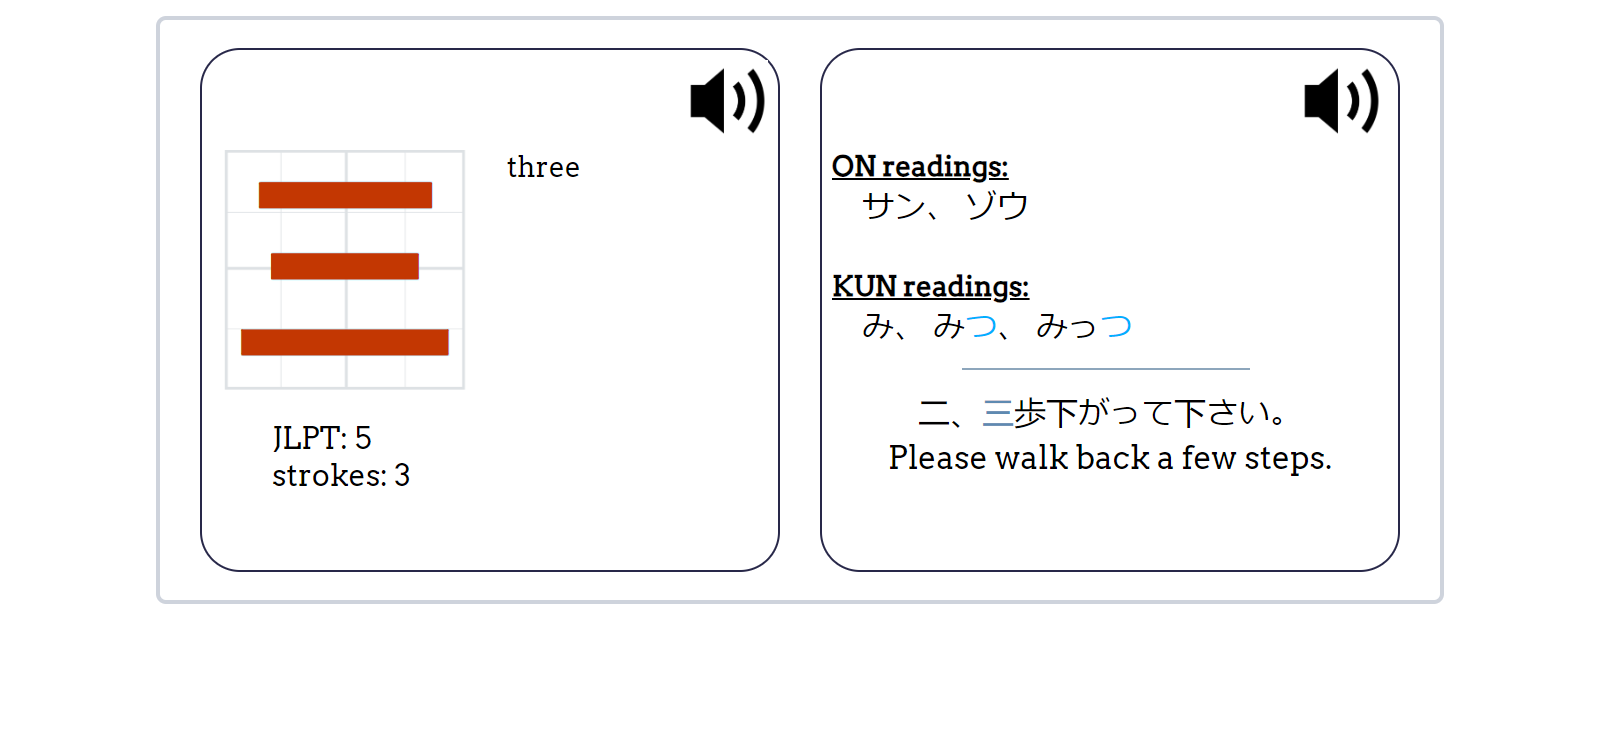 三
three
JLPT: 5
strokes: 3
ON readings:
サン、 ゾウ
KUN readings:
み、 みつ、 みっつ
二、三歩下がって下さい。
Please walk back a few steps.